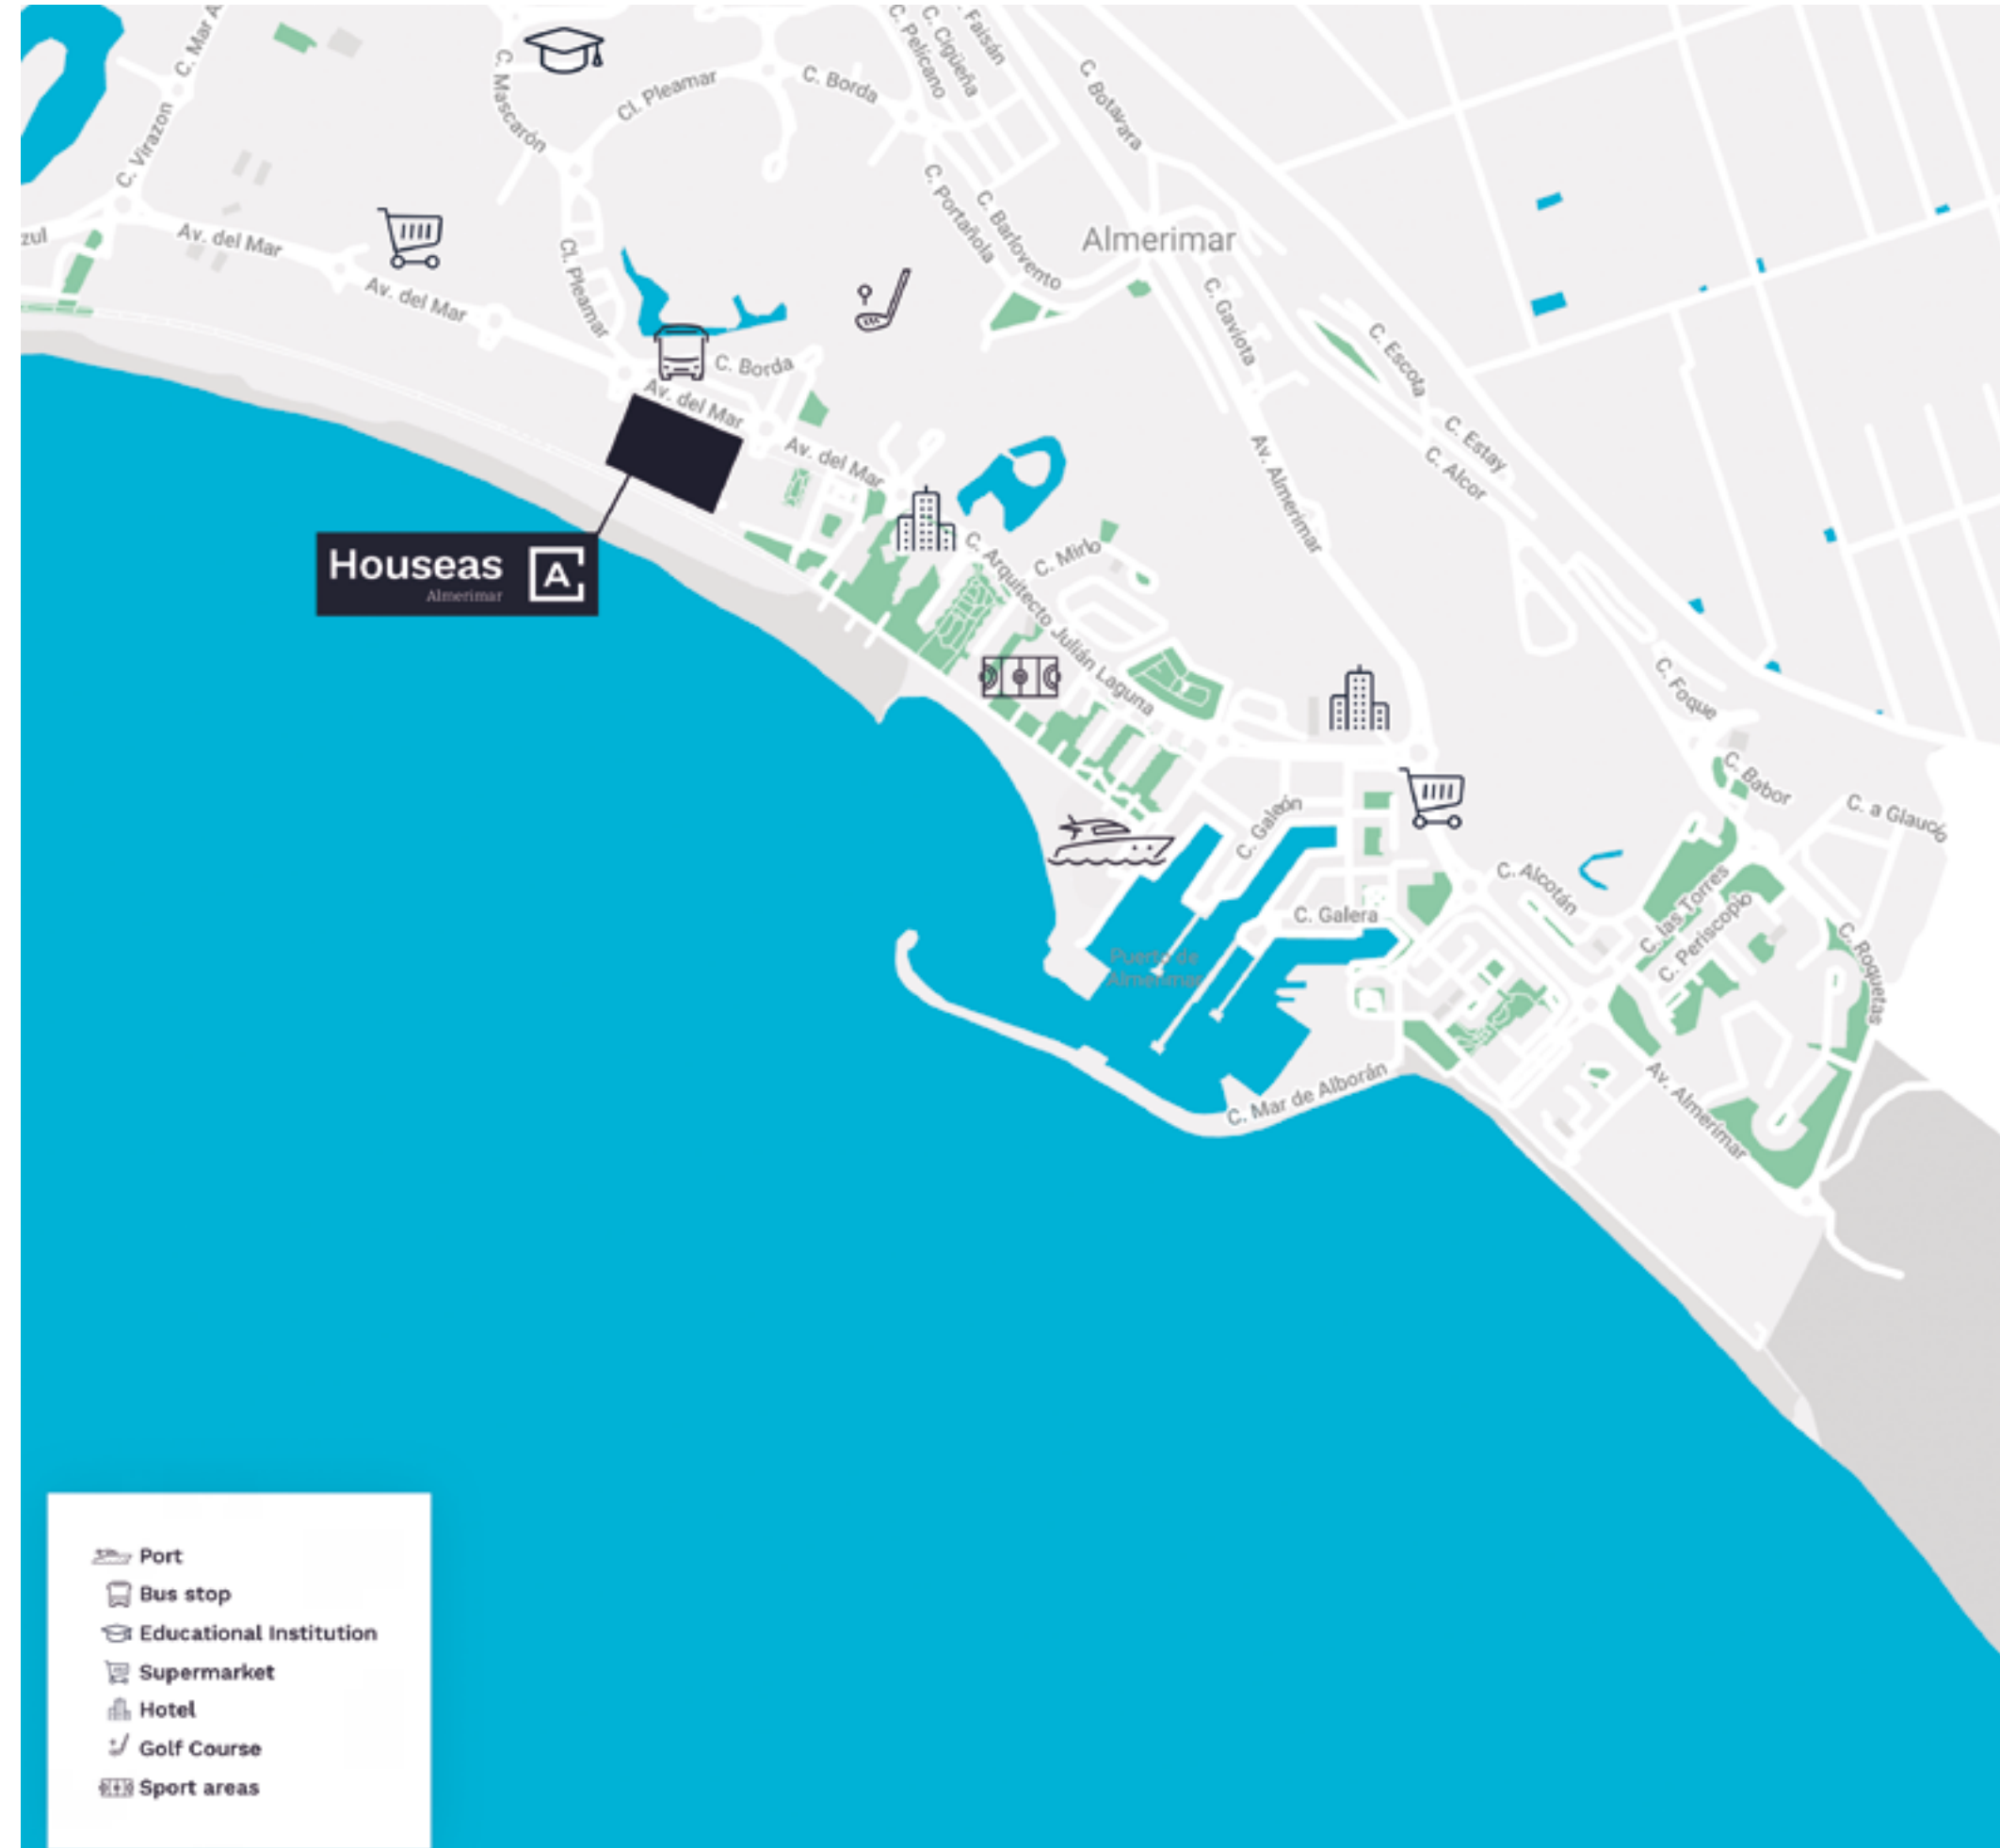 C. Mar A
C. Virazon
zul
Av. del Mar
Av. del Mar
C. Mascarón
Cl. Pleamar
Cl. Pleamar
C. Borda
C. Pelícano
C. Cigüeña
. Faisán
C. Botavara
C. Portañola
C. Barlovento
Almerimar
C. Gaviota
C. Borda
Av. del Mar
Av. del Mar
C. Escota
C. Estay
C. Alcor
Av. Almerimar
Houseas
Almerimar
A
C. Mirlo
C. Arquitecto Julián Laguna
C. Foque
C. Babor
C. a Glauco
C. Galeón
C. Galera
C. Alcotán
C. las Torres
C. Periscopio
C. Roquetas
Puerto de
Almerimar
C. Mar de Alborán
Av. Almerimar
Port
Bus stop
Educational Institution
Supermarket
Hotel
Golf Course
Sport areas